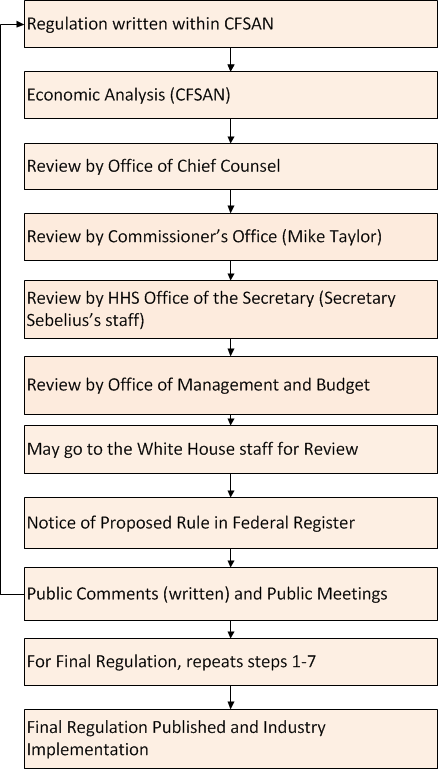 Regulation written within CFSAN
Economic Analysis (CFSAN)
Review by Office of Chief Counsel
Review by Commissioner’s Office (Mike Taylor)
Review by HHS Office of the Secretary (Secretary
Sebelius’s staff)
Review by Office of Management and Budget
May go to the White House staff for Review
Notice of Proposed Rule in Federal Register
Public Comments (written) and Public Meetings
For Final Regulation, repeats steps 1-7
Final Regulation Published and Industry
Implementation